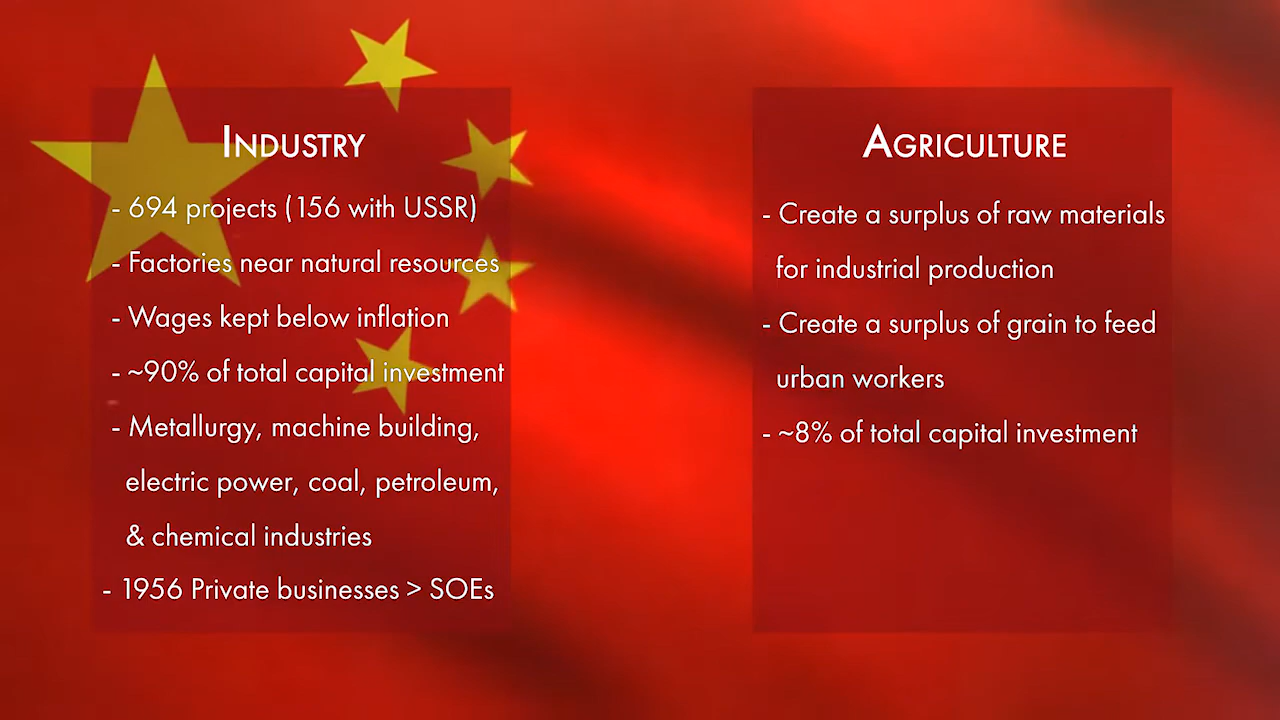 INDUSTRY
- 694 projects (156 with USSR)
- Factories near natural resources
- Wages kept below inflation
- ~90% of total capital investment
- Metallurgy, machine building,
electric power, coal, petroleum,
& chemical industries
- 1956 Private businesses > SOEs
AGRICULTURE
- Create a surplus of raw materials
for industrial production
- Create a surplus of grain to feed
urban workers
- ~8% of total capital investment